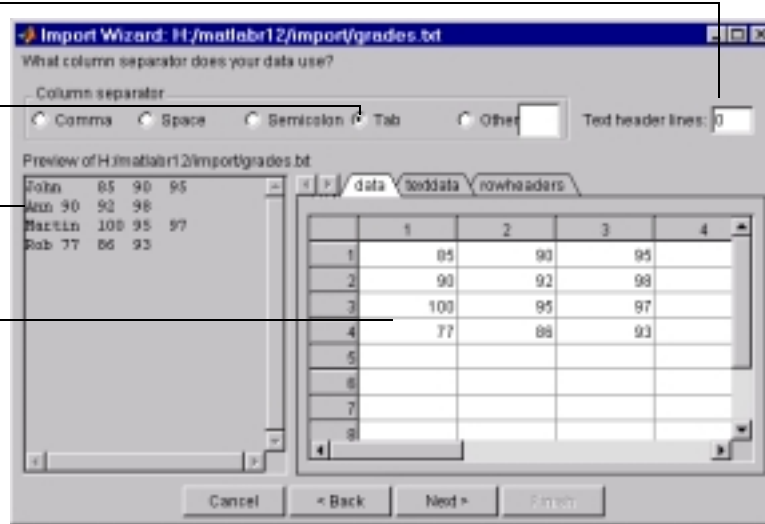 Import Wizard: H:/matlabr12/import/grades.txt
What column separator does your data use?
Column separator
Comma Space Semicolon Tab Other Text header lines: 0
Preview of H:/matlabr12/import/grades.txt
John 85 90 95
Ann 90 92 98
Martin 100 95 97
Rob 77 86 93
data textdata rowheaders
1 2 3 4
1 85 90 95
2 90 92 98
3 100 95 97
4 77 86 93
5
6
7
8
Cancel < Back Next > Finish